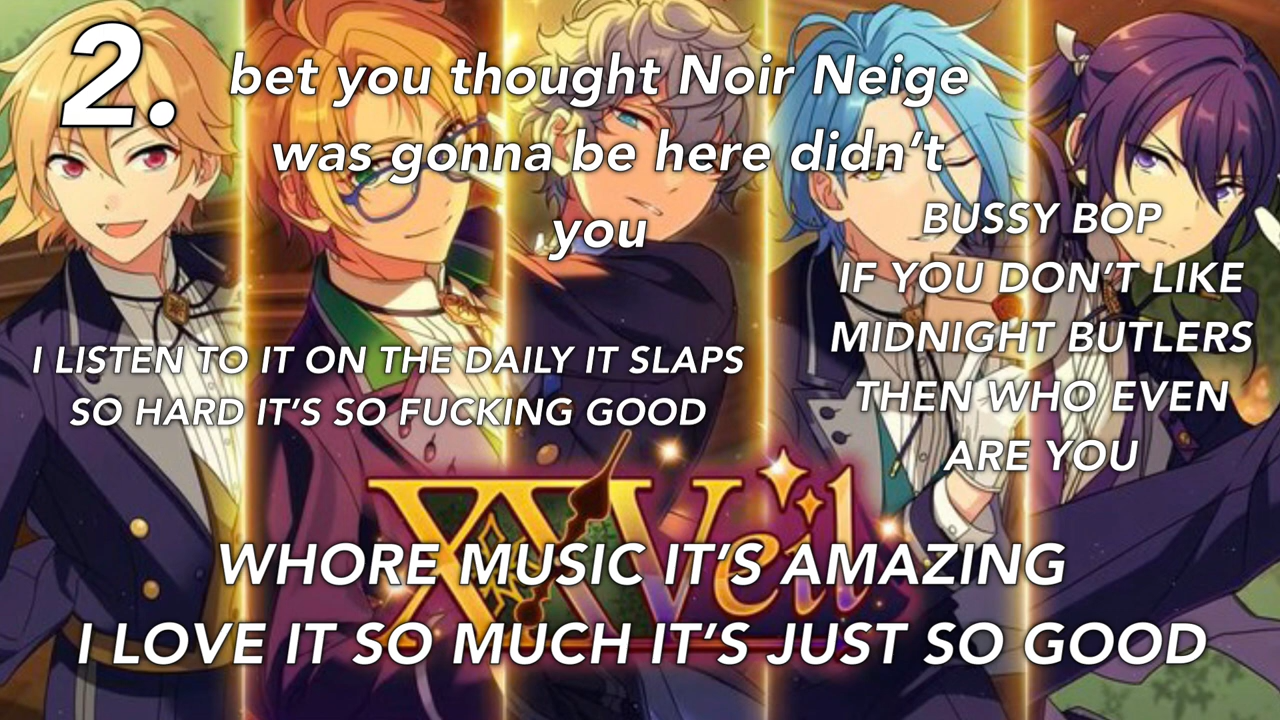 2.
bet you thought Noir Neige
was gonna be here didn't
you
BUSSY BOP
IF YOU DON'T LIKE
MIDNIGHT BUTLERS
THEN WHO EVEN
ARE YOU
I LISTEN TO IT ON THE DAILY IT SLAPS
SO HARD IT'S SO FUCKING GOOD
XXVeil
WHORE MUSIC IT'S AMAZING
I LOVE IT SO MUCH IT'S JUST SO GOOD